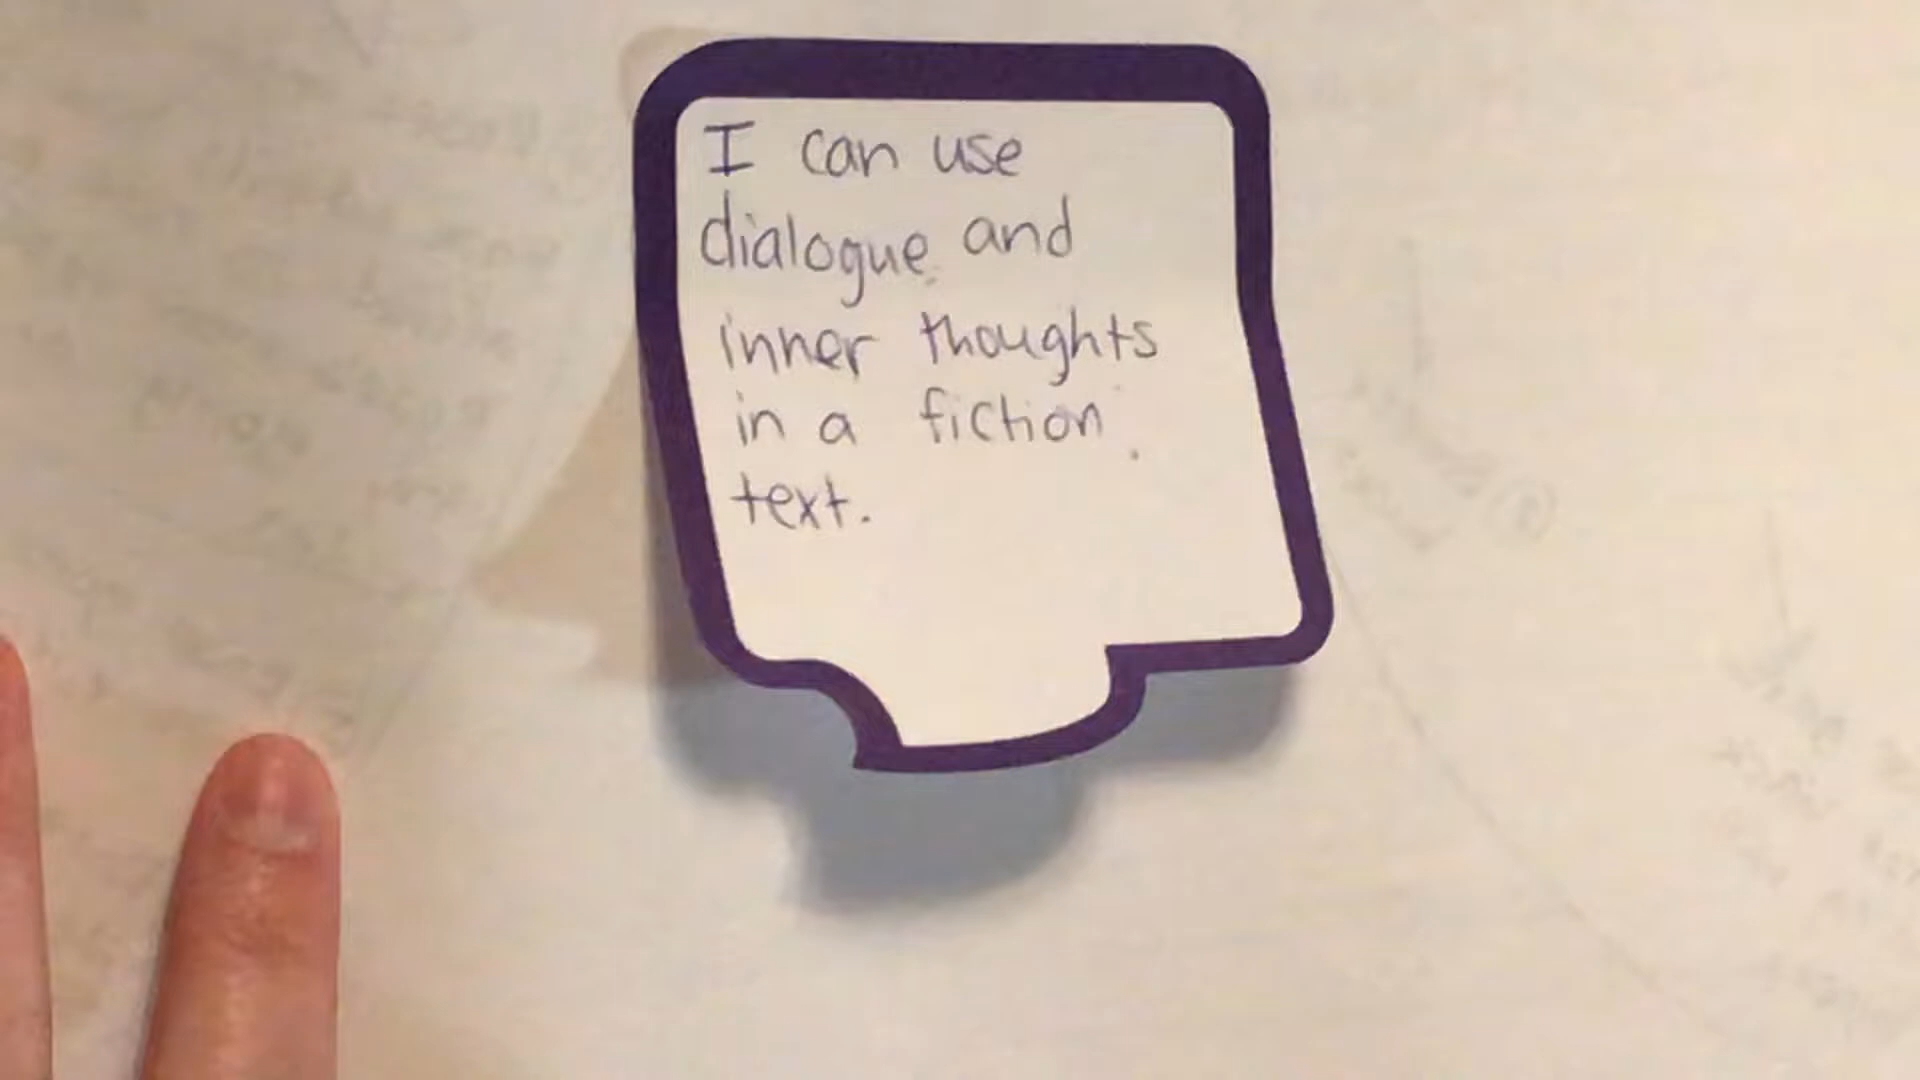 I can use
dialogue and
inner thoughts
in a fiction
text.